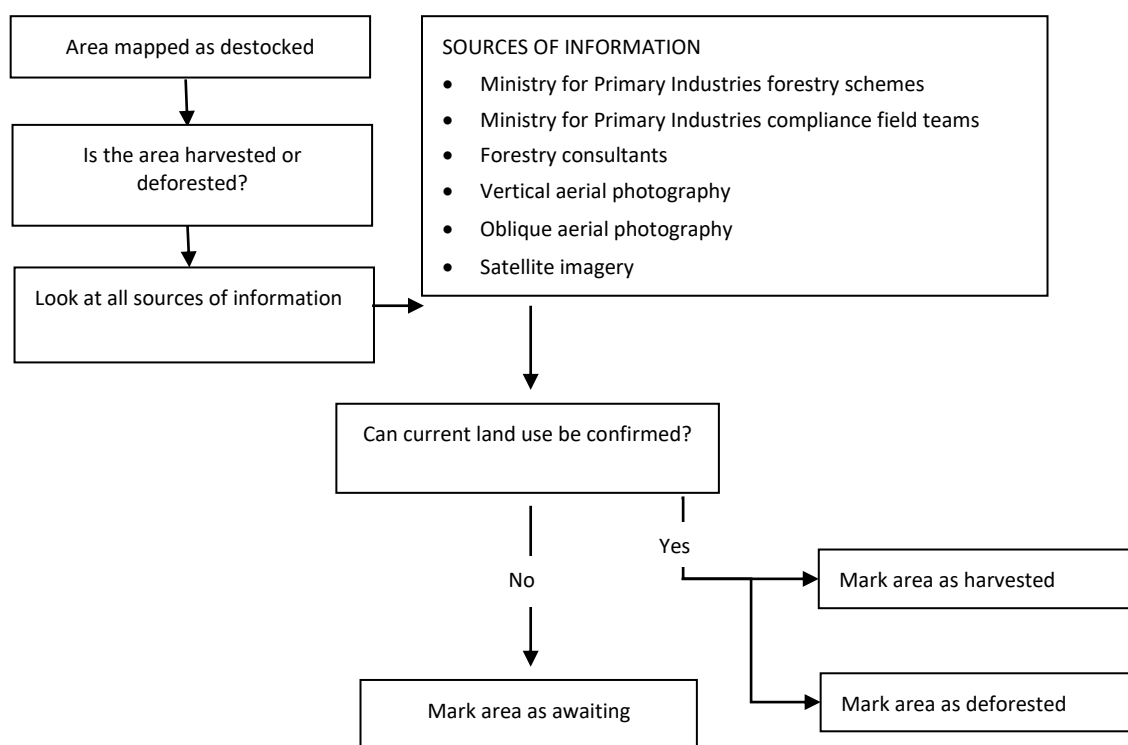 Area mapped as destocked
Is the area harvested or
deforested?
Look at all sources of information
SOURCES OF INFORMATION
• Ministry for Primary Industries forestry schemes
• Ministry for Primary Industries compliance field teams
• Forestry consultants
• Vertical aerial photography
• Oblique aerial photography
• Satellite imagery
Can current land use be confirmed?
Yes
No
Mark area as harvested
Mark area as deforested
Mark area as awaiting